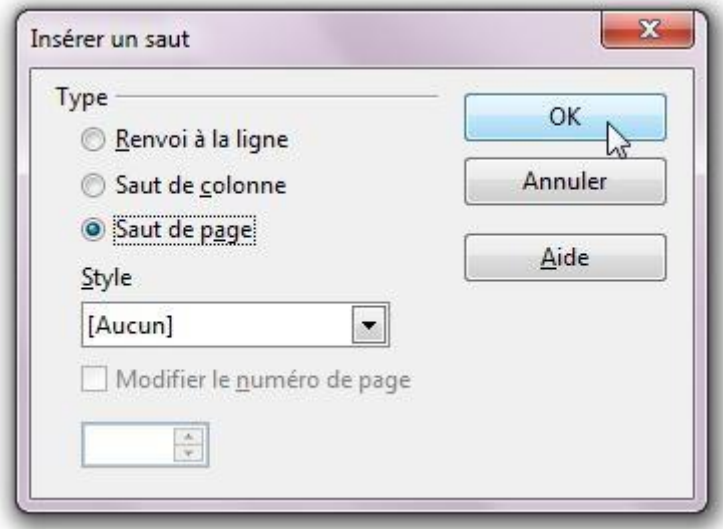 Insérer un saut
Type
Renvoi à la ligne
Saut de colonne
Saut de page
Style
[Aucun]
Modifier le numéro de page
OK
Annuler
Aide